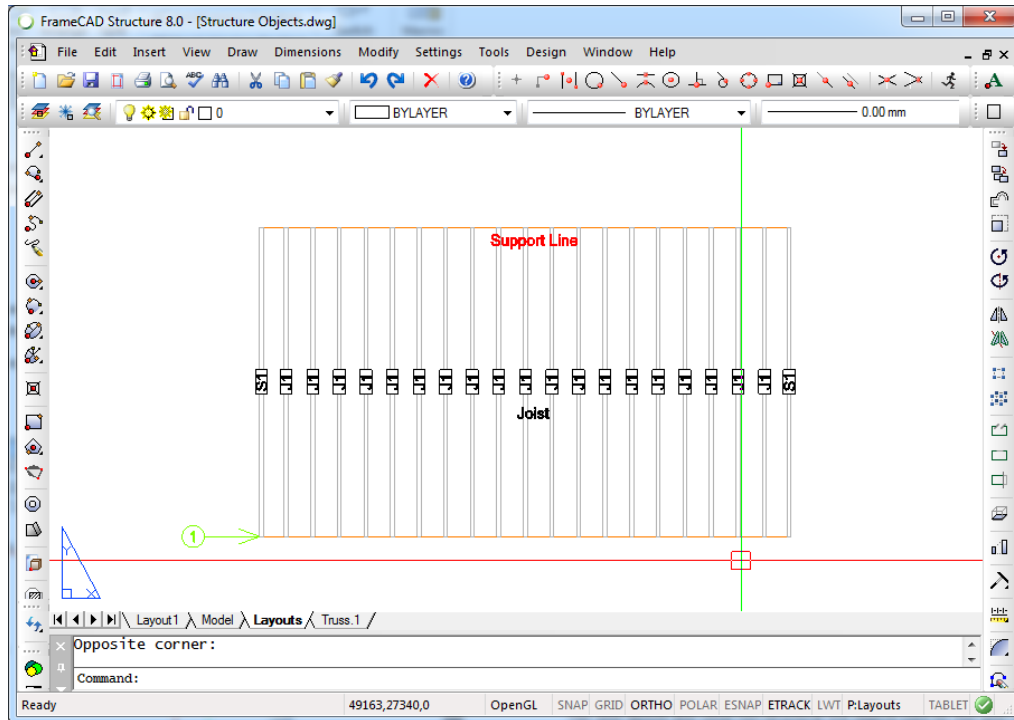 FrameCAD Structure 8.0 - [Structure Objects.dwg]
File Edit Insert View Draw Dimensions Modify Settings Tools Design Window Help
ABC
A
0 BYLAYER BYLAYER 0.00 mm
Support Line
S1 J1 J1 J1 J1 J1 J1 J1 J1 J1 J1 J1 J1 J1 J1 J1 J1 J1 J1 J1 S1
Joist
1
Y
X
Layout1 Model Layouts Truss.1
Opposite corner:
Command:
Ready 49163,27340,0 OpenGL SNAP GRID ORTHO POLAR ESNAP ETRACK LWT P:Layouts TABLET